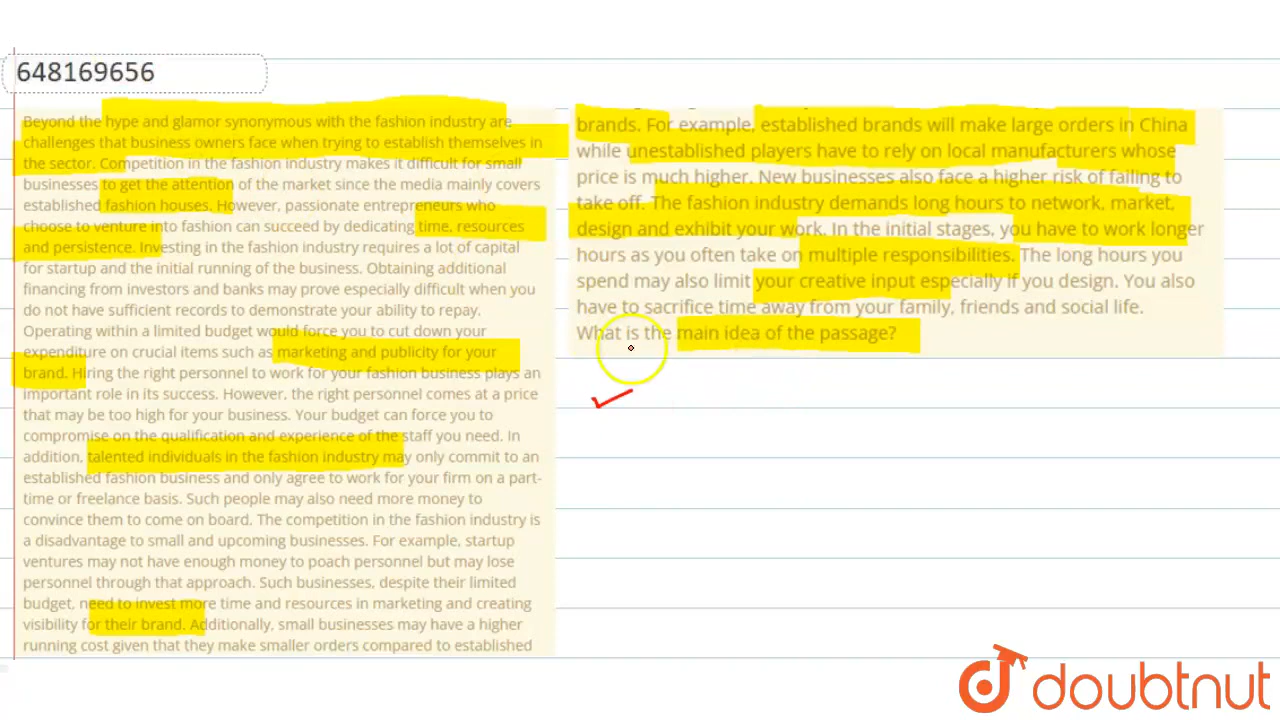 648169656
Beyond the hype and glamor synonymous with the fashion industry are
challenges that business owners face when trying to establish themselves in
the sector. Competition in the fashion industry makes it difficult for small
businesses to get the attention of the market since the media mainly covers
established fashion houses. However, passionate entrepreneurs who
choose to venture into fashion can succeed by dedicating time, resources
and persistence. Investing in the fashion industry requires a lot of capital
for startup and the initial running of the business. Obtaining additional
financing from investors and banks may prove especially difficult when you
do not have sufficient records to demonstrate your ability to repay.
Operating within a limited budget would force you to cut down your
expenditure on crucial items such as marketing and publicity for your
brand. Hiring the right personnel to work for your fashion business plays an
important role in its success. However, the right personnel comes at a price
that may be too high for your business. Your budget can force you to
compromise on the qualification and experience of the staff you need. In
addition, talented individuals in the fashion industry may only commit to an
established fashion business and only agree to work for your firm on a part-
time or freelance basis. Such people may also need more money to
convince them to come on board. The competition in the fashion industry is
a disadvantage to small and upcoming businesses. For example, startup
ventures may not have enough money to poach personnel but may lose
personnel through that approach. Such businesses, despite their limited
budget, need to invest more time and resources in marketing and creating
visibility for their brand. Additionally, small businesses may have a higher
running cost given that they make smaller orders compared to established
brands. For example, established brands will make large orders in China
while unestablished players have to rely on local manufacturers whose
price is much higher. New businesses also face a higher risk of failing to
take off. The fashion industry demands long hours to network, market,
design and exhibit your work. In the initial stages, you have to work longer
hours as you often take on multiple responsibilities. The long hours you
spend may also limit your creative input especially if you design. You also
have to sacrifice time away from your family, friends and social life.
What is the main idea of the passage?
doubtnut